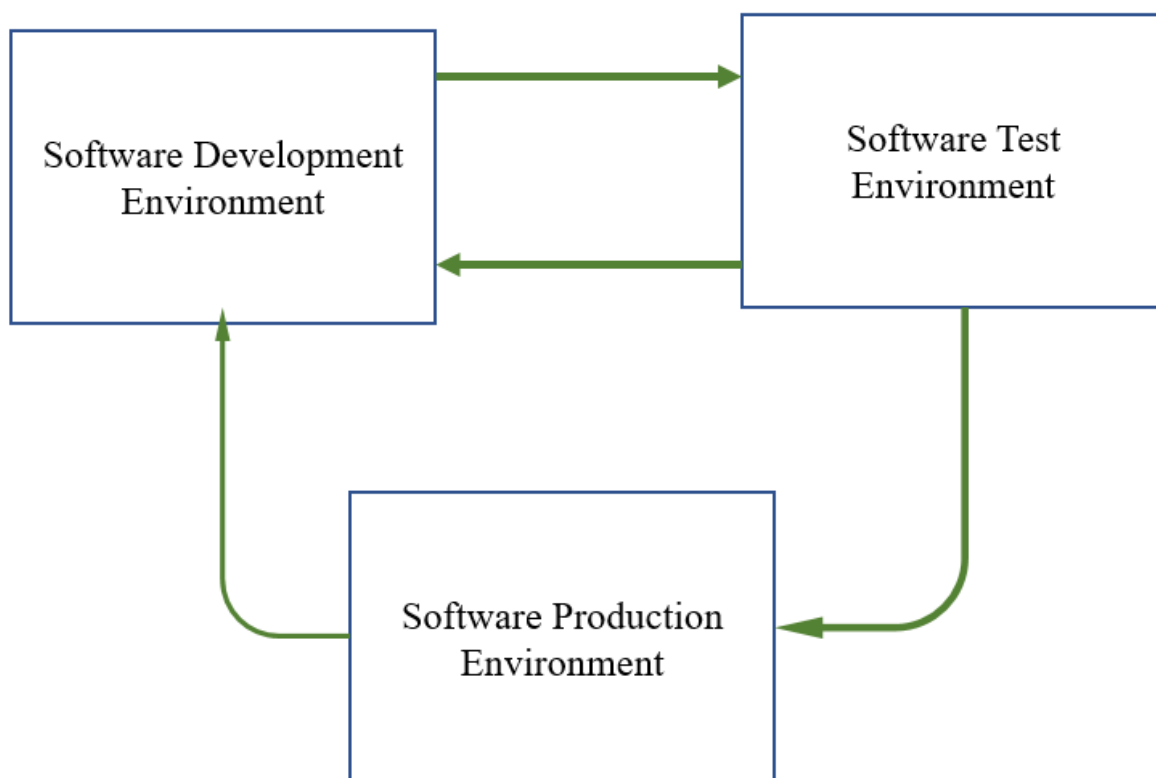 Software Development
Environment
Software Test
Environment
Software Production
Environment